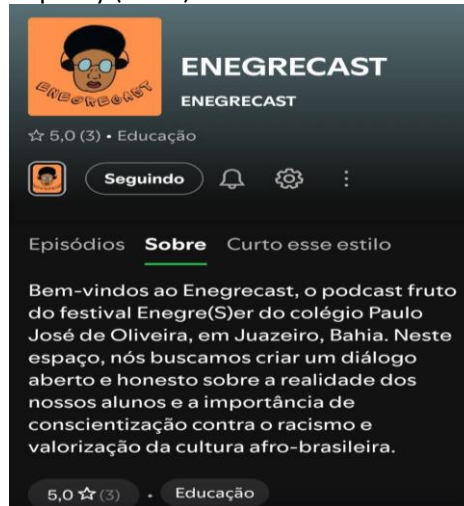 ENEGRECAST
ENEGRECAST
ENEGRECAST
☆ 5,0 (3) • Educação
Seguindo
Episódios Sobre Curto esse estilo
Bem-vindos ao Enegrecast, o podcast fruto
do festival Enegre(S)er do colégio Paulo
José de Oliveira, em Juazeiro, Bahia. Neste
espaço, nós buscamos criar um diálogo
aberto e honesto sobre a realidade dos
nossos alunos e a importância de
conscientização contra o racismo e
valorização da cultura afro-brasileira.
5,0 ☆ (3) • Educação